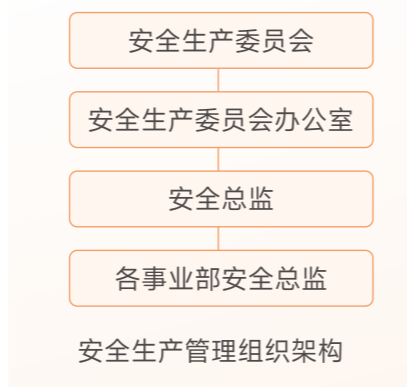 安全生产委员会
安全生产委员会办公室
安全总监
各事业部安全总监
安全生产管理组织架构